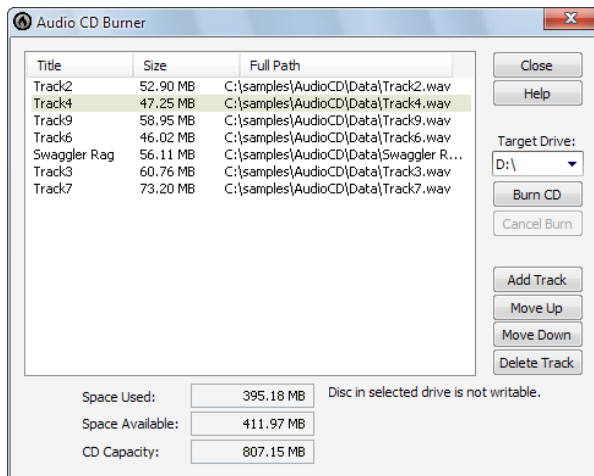 Audio CD Burner
Title Size Full Path
Track2 52.90 MB C:\samples\AudioCD\Data\Track2.wav
Track4 47.25 MB C:\samples\AudioCD\Data\Track4.wav
Track9 58.95 MB C:\samples\AudioCD\Data\Track9.wav
Track6 46.02 MB C:\samples\AudioCD\Data\Track6.wav
Swaggler Rag 56.11 MB C:\samples\AudioCD\Data\Swaggler R...
Track3 60.76 MB C:\samples\AudioCD\Data\Track3.wav
Track7 73.20 MB C:\samples\AudioCD\Data\Track7.wav
Close
Help
Target Drive:
D:\
Burn CD
Cancel Burn
Add Track
Move Up
Move Down
Delete Track
Space Used: 395.18 MB Disc in selected drive is not writable.
Space Available: 411.97 MB
CD Capacity: 807.15 MB